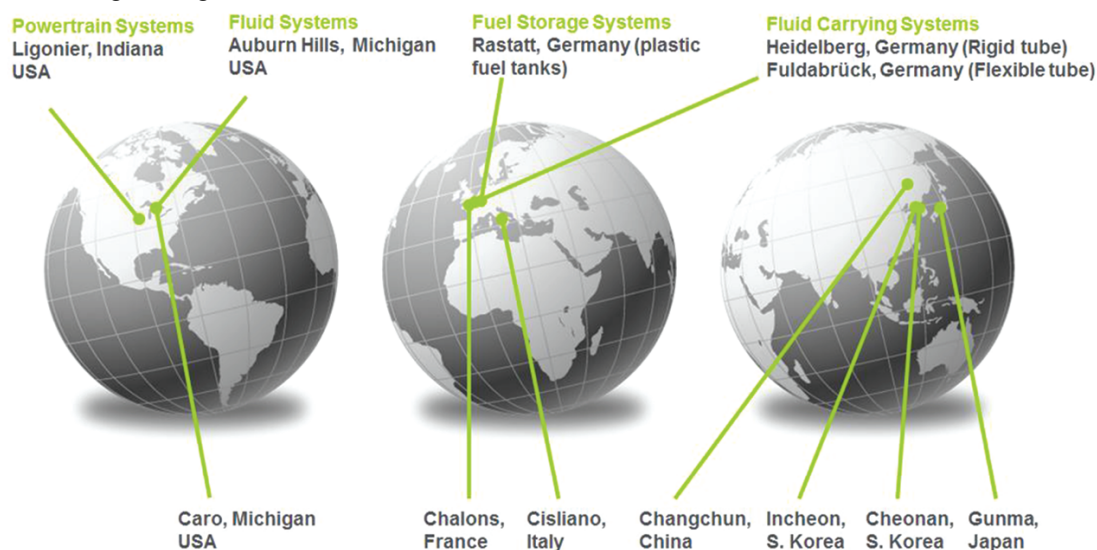 Powertrain Systems
Ligonier, Indiana
USA
Fluid Systems
Auburn Hills, Michigan
USA
Fuel Storage Systems
Rastatt, Germany (plastic
fuel tanks)
Fluid Carrying Systems
Heidelberg, Germany (Rigid tube)
Fuldabrück, Germany (Flexible tube)
Caro, Michigan
USA
Chalons,
France
Cisliano,
Italy
Changchun,
China
Incheon,
S. Korea
Cheonan,
S. Korea
Gunma,
Japan